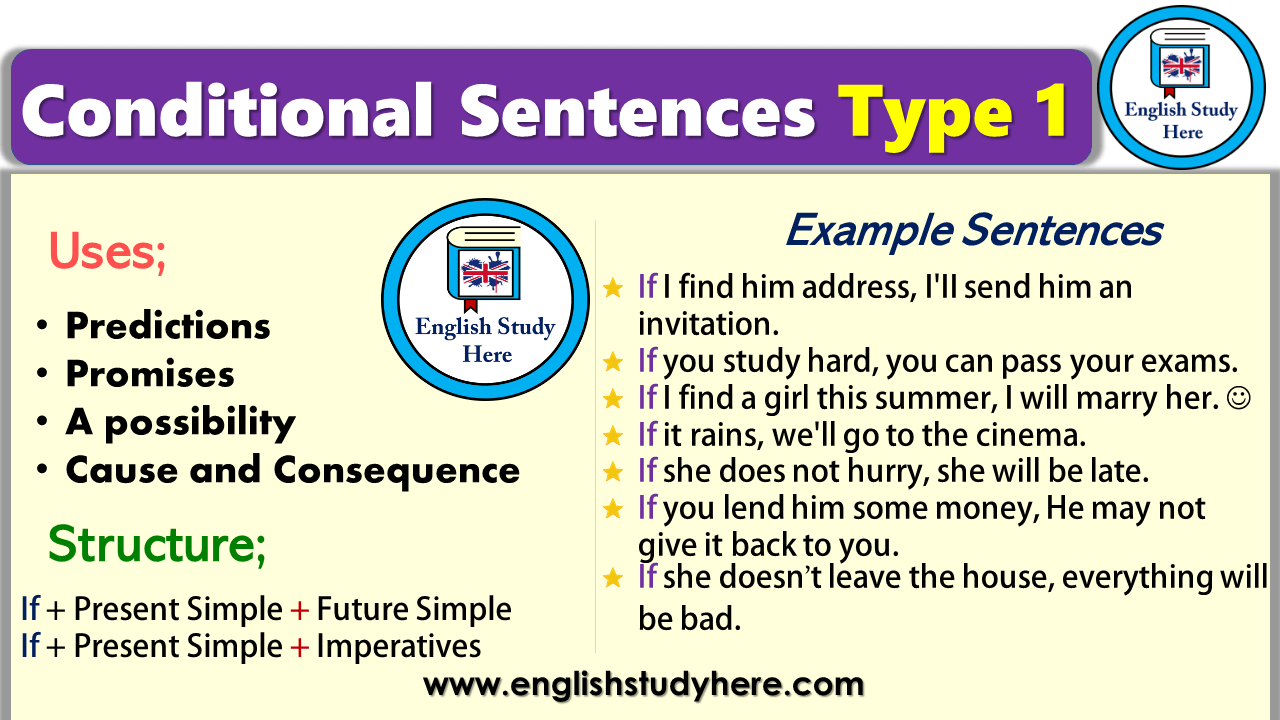 Conditional Sentences Type 1
English Study
Here
Uses;
• Predictions
• Promises
• A possibility
• Cause and Consequence
English Study
Here
Structure;
If + Present Simple + Future Simple
If + Present Simple + Imperatives
Example Sentences
If I find him address, I'll send him an
invitation.
If you study hard, you can pass your exams.
If I find a girl this summer, I will marry her. ☺
If it rains, we'll go to the cinema.
If she does not hurry, she will be late.
If you lend him some money, He may not
give it back to you.
If she doesn’t leave the house, everything will
be bad.
www.englishstudyhere.com